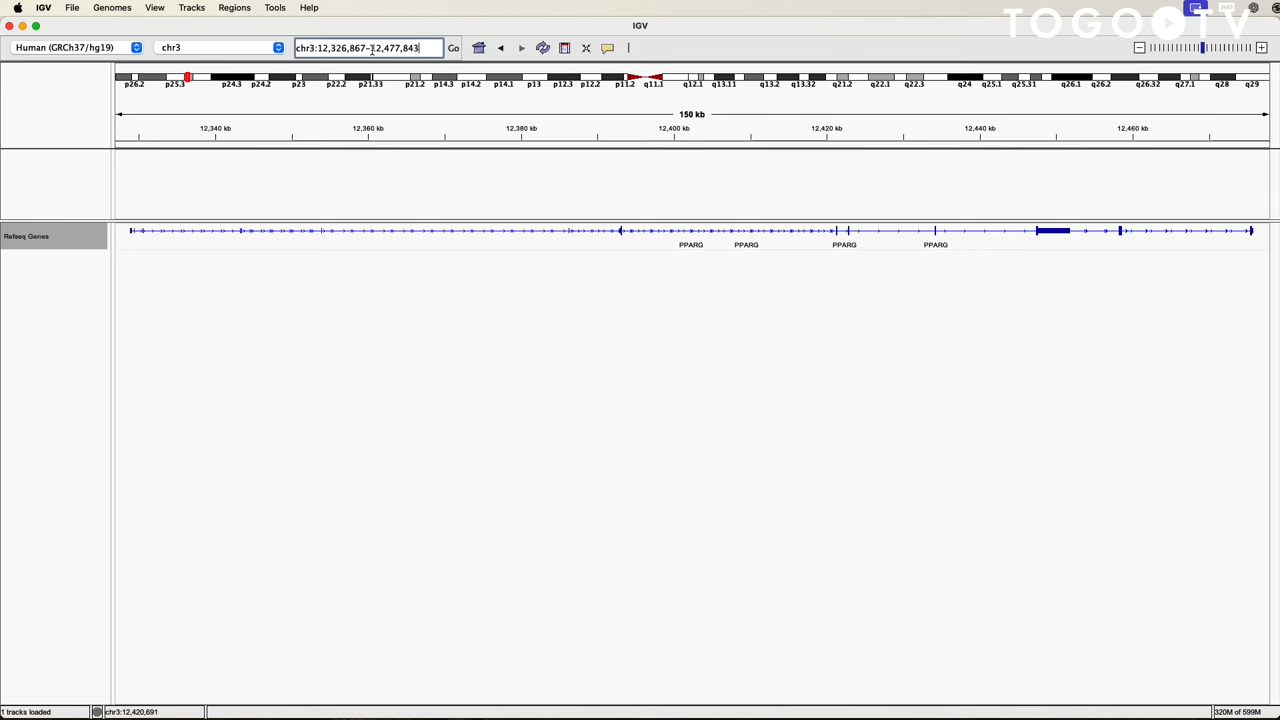 IGV File Genomes View Tracks Regions Tools Help
TOGO TV
IGV
Human (GRCh37/hg19) chr3 chr3:12,326,867-12,477,843 Go
p26.2 p25.3 p24.3 p24.2 p23 p22.2 p21.33 p21.2 p14.3 p14.2 p14.1 p13 p12.3 p12.2 p11.2 q11.1 q12.1 q13.11 q13.2 q13.32 q21.2 q22.1 q22.3 q24 q25.1 q25.31 q26.1 q26.2 q26.32 q27.1 q28 q29
150 kb
12,340 kb 12,360 kb 12,380 kb 12,400 kb 12,420 kb 12,440 kb 12,460 kb
Refseq Genes
PPARG PPARG PPARG PPARG
1 tracks loaded chr3:12,420,691 320M of 599M